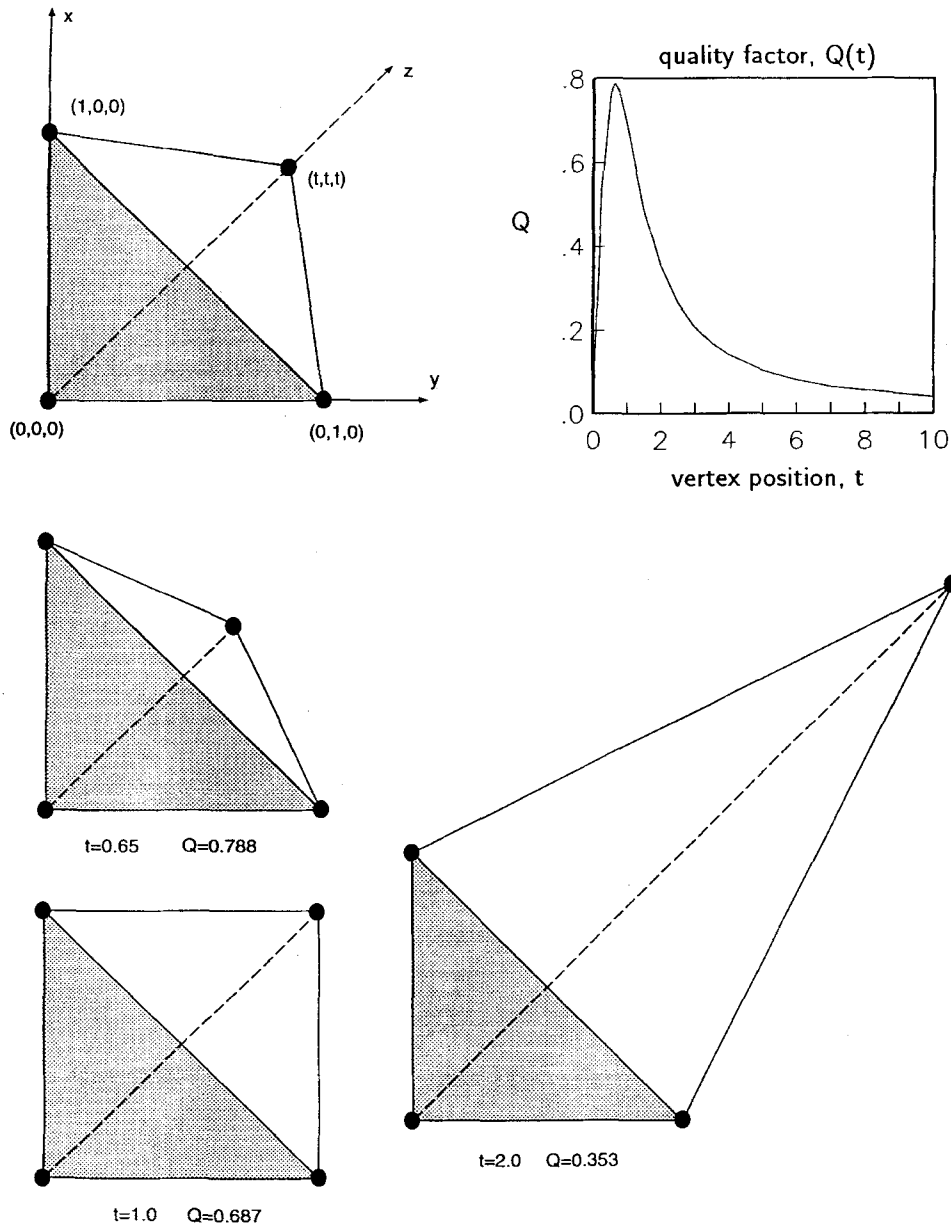 x
z
(1,0,0)
(t,t,t)
y
(0,0,0)
(0,1,0)
quality factor, Q(t)
.8
.6
Q
.4
.2
.0
0 2 4 6 8 10
vertex position, t
t=0.65 Q=0.788
t=2.0 Q=0.353
t=1.0 Q=0.687